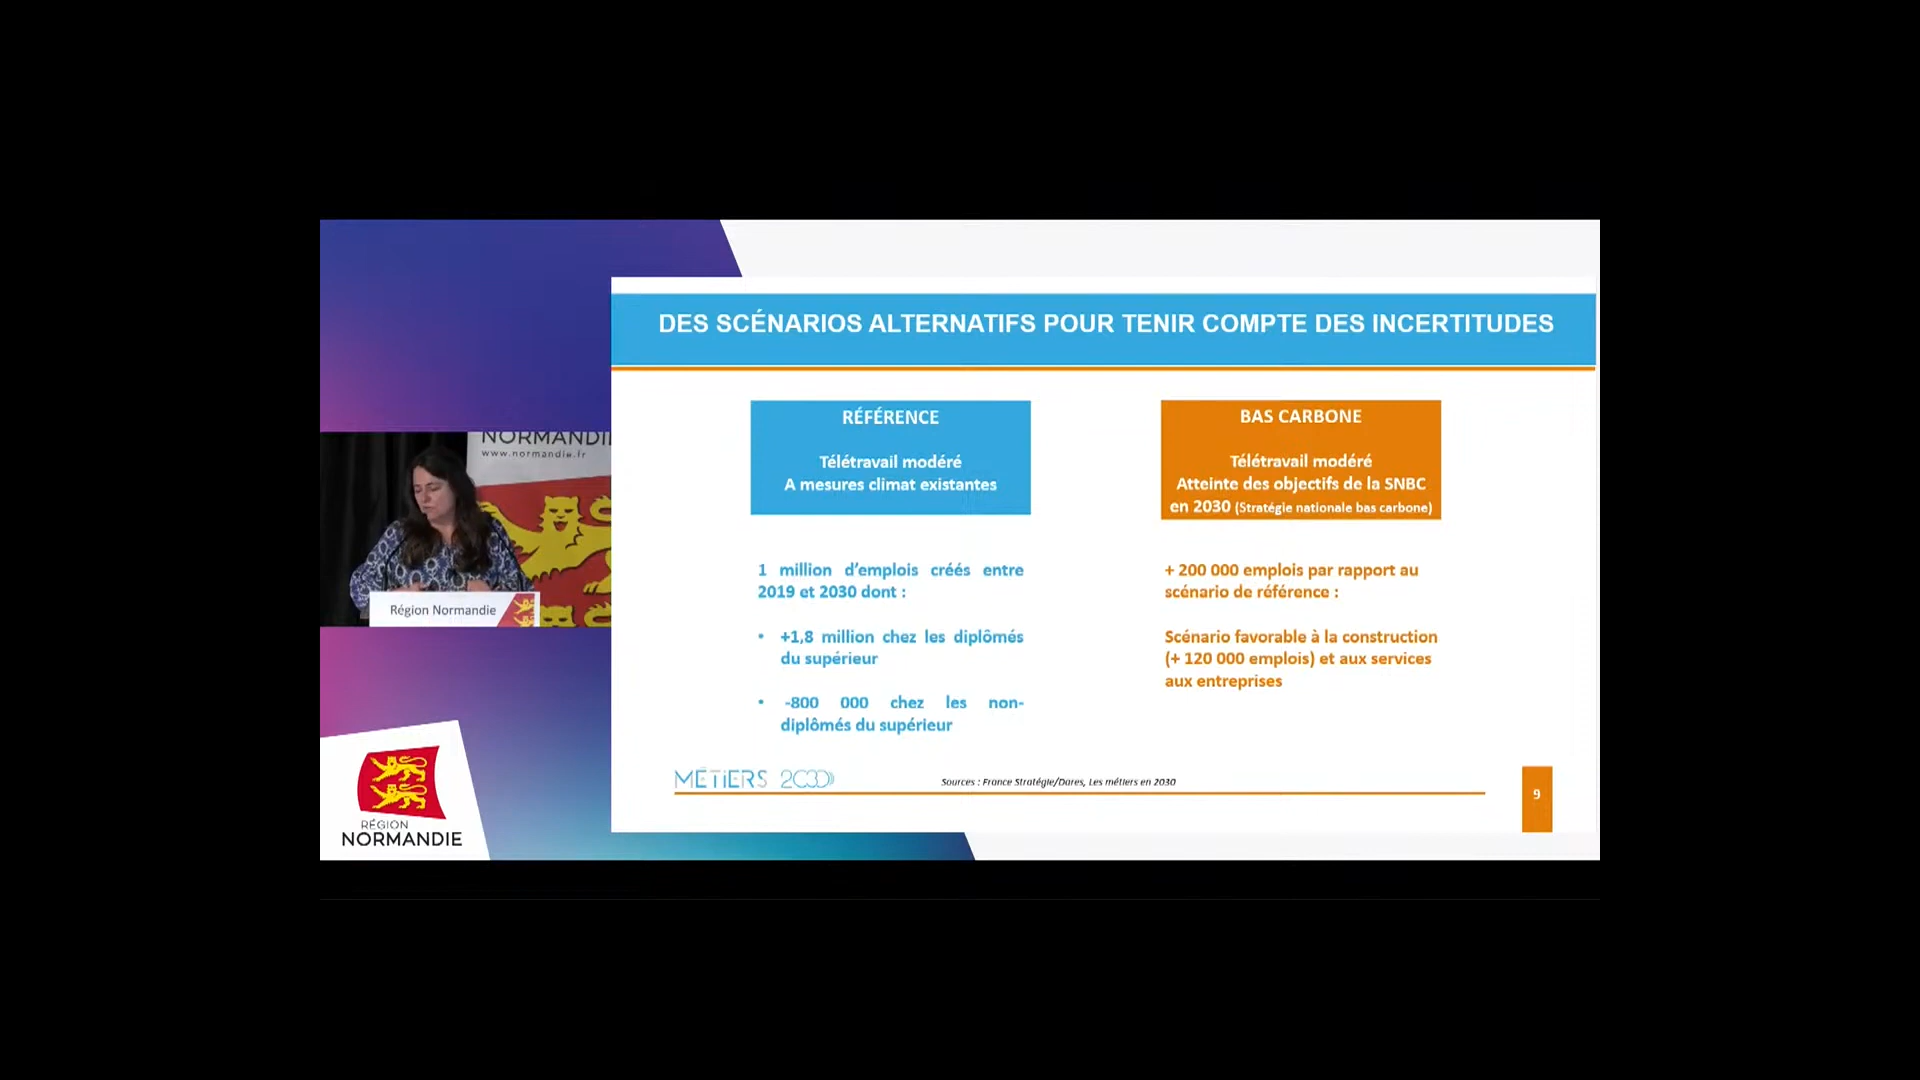 DES SCÉNARIOS ALTERNATIFS POUR TENIR COMPTE DES INCERTITUDES
RÉFÉRENCE
Télétravail modéré
A mesures climat existantes
1 million d'emplois créés entre
2019 et 2030 dont :
• +1,8 million chez les diplômés
du supérieur
• -800 000 chez les non-
diplômés du supérieur
BAS CARBONE
Télétravail modéré
Atteinte des objectifs de la SNBC
en 2030 (Stratégie nationale bas carbone)
+ 200 000 emplois par rapport au
scénario de référence :
Scénario favorable à la construction
(+ 120 000 emplois) et aux services
aux entreprises
MÉTIERS 2030
Sources : France Stratégie/Dares, Les métiers en 2030
9
NORMANDIE
www.normandie.fr
Région Normandie
RÉGION
NORMANDIE